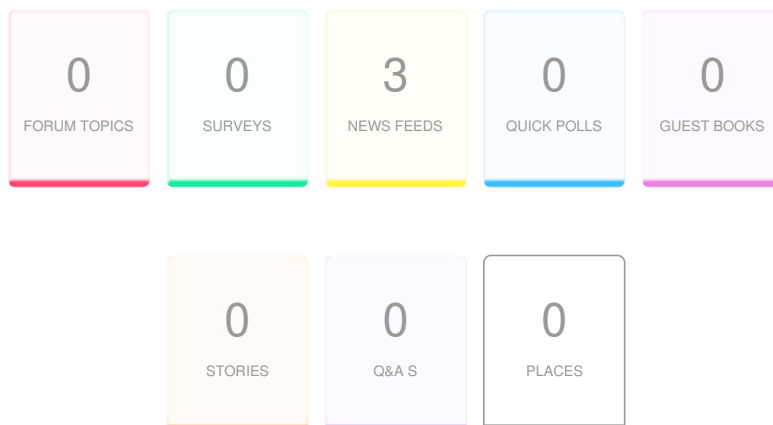 0 0 3 0 0
FORUM TOPICS SURVEYS NEWS FEEDS QUICK POLLS GUEST BOOKS
0 0 0
STORIES Q&A S PLACES